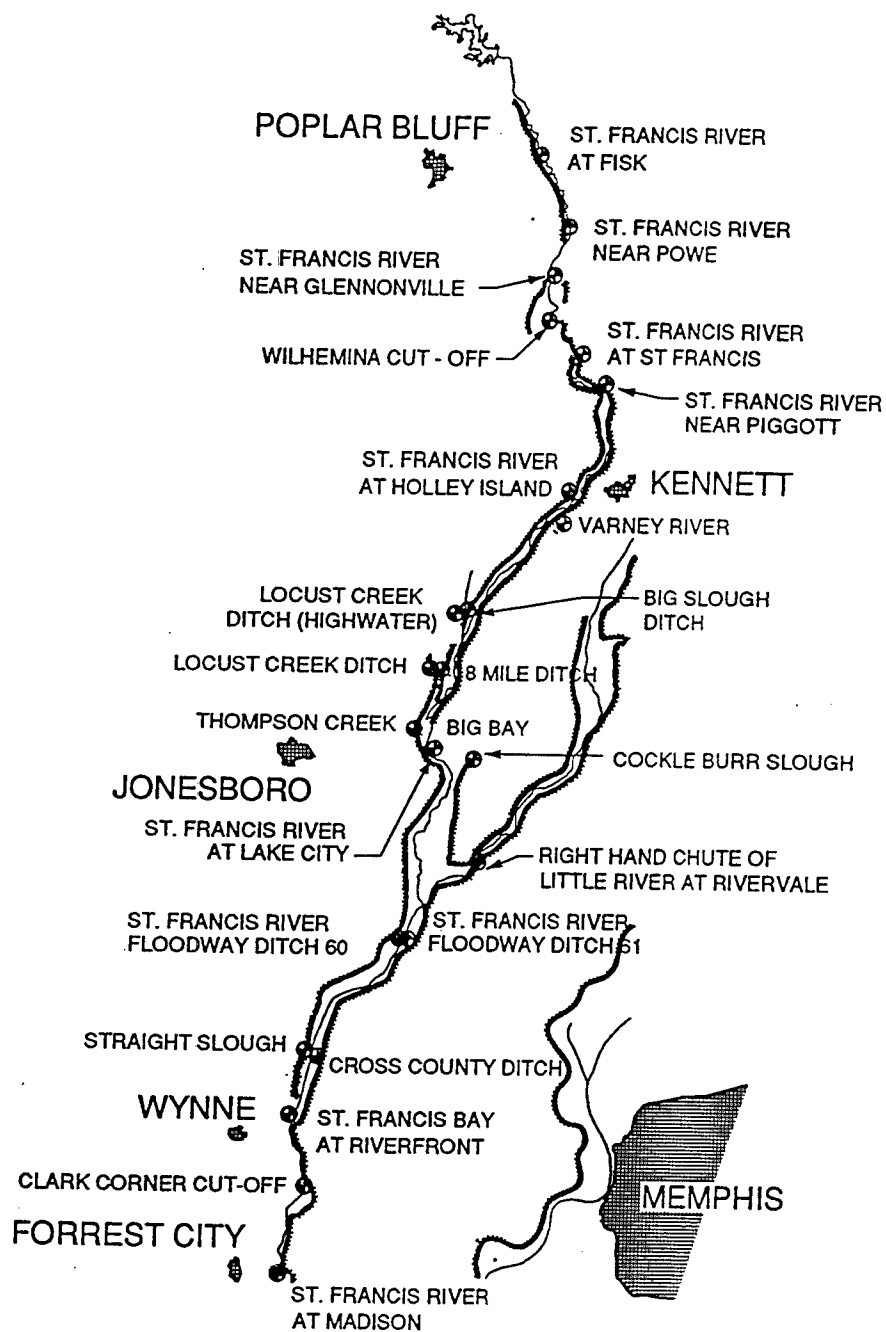 POPLAR BLUFF
ST. FRANCIS RIVER
AT FISK
ST. FRANCIS RIVER
NEAR POWE
ST. FRANCIS RIVER
NEAR GLENNONVILLE
WILHEMINA CUT - OFF
ST. FRANCIS RIVER
AT ST FRANCIS
ST. FRANCIS RIVER
NEAR PIGGOTT
ST. FRANCIS RIVER
AT HOLLEY ISLAND
KENNETT
VARNEY RIVER
LOCUST CREEK
DITCH (HIGHWATER)
BIG SLOUGH
DITCH
LOCUST CREEK DITCH
8 MILE DITCH
THOMPSON CREEK
BIG BAY
JONESBORO
COCKLE BURR SLOUGH
ST. FRANCIS RIVER
AT LAKE CITY
RIGHT HAND CHUTE OF
LITTLE RIVER AT RIVERVALE
ST. FRANCIS RIVER
FLOODWAY DITCH 60
ST. FRANCIS RIVER
FLOODWAY DITCH 61
STRAIGHT SLOUGH
CROSS COUNTY DITCH
WYNNE
ST. FRANCIS BAY
AT RIVERFRONT
CLARK CORNER CUT-OFF
MEMPHIS
FORREST CITY
ST. FRANCIS RIVER
AT MADISON